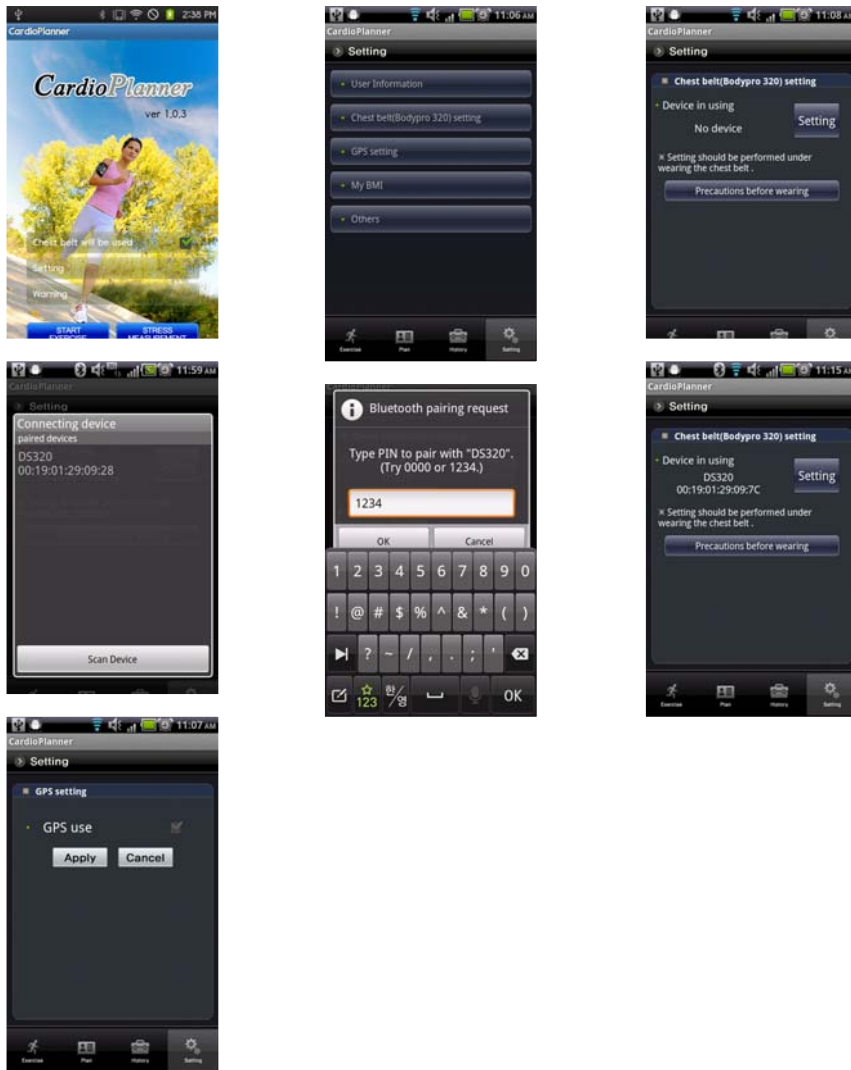 2:35 PM
CardioPlanner
CardioPlanner
ver 1.0.3
Chest belt will be used
Setting
Warning
START
EXERCISE
STRESS
MEASUREMENT
11:06 AM
CardioPlanner
Setting
User Information
Chest belt(Bodypro 320) setting
GPS setting
My BMI
Others
Exercise
Plan
History
Setting
11:08 AM
CardioPlanner
Setting
Chest belt(Bodypro 320) setting
Device in using
No device
Setting
※ Setting should be performed under
wearing the chest belt .
Precautions before wearing
11:59 AM
CardioPlanner
Setting
Connecting device
paired devices
DS320
00:19:01:29:09:28
Scan Device
CardioPlanner
Bluetooth pairing request
Type PIN to pair with "DS320".
(Try 0000 or 1234.)
1234
OK
Cancel
1 2 3 4 5 6 7 8 9 0
! @ # $ % ^ & * ( )
? ~ / , . ; '
123 한/영 OK
11:15 AM
CardioPlanner
Setting
Chest belt(Bodypro 320) setting
Device in using
DS320
00:19:01:29:09:7C
Setting
※ Setting should be performed under
wearing the chest belt .
Precautions before wearing
Exercise
Plan
History
Setting
11:07 AM
CardioPlanner
Setting
GPS setting
GPS use
Apply
Cancel
Exercise
Plan
History
Setting